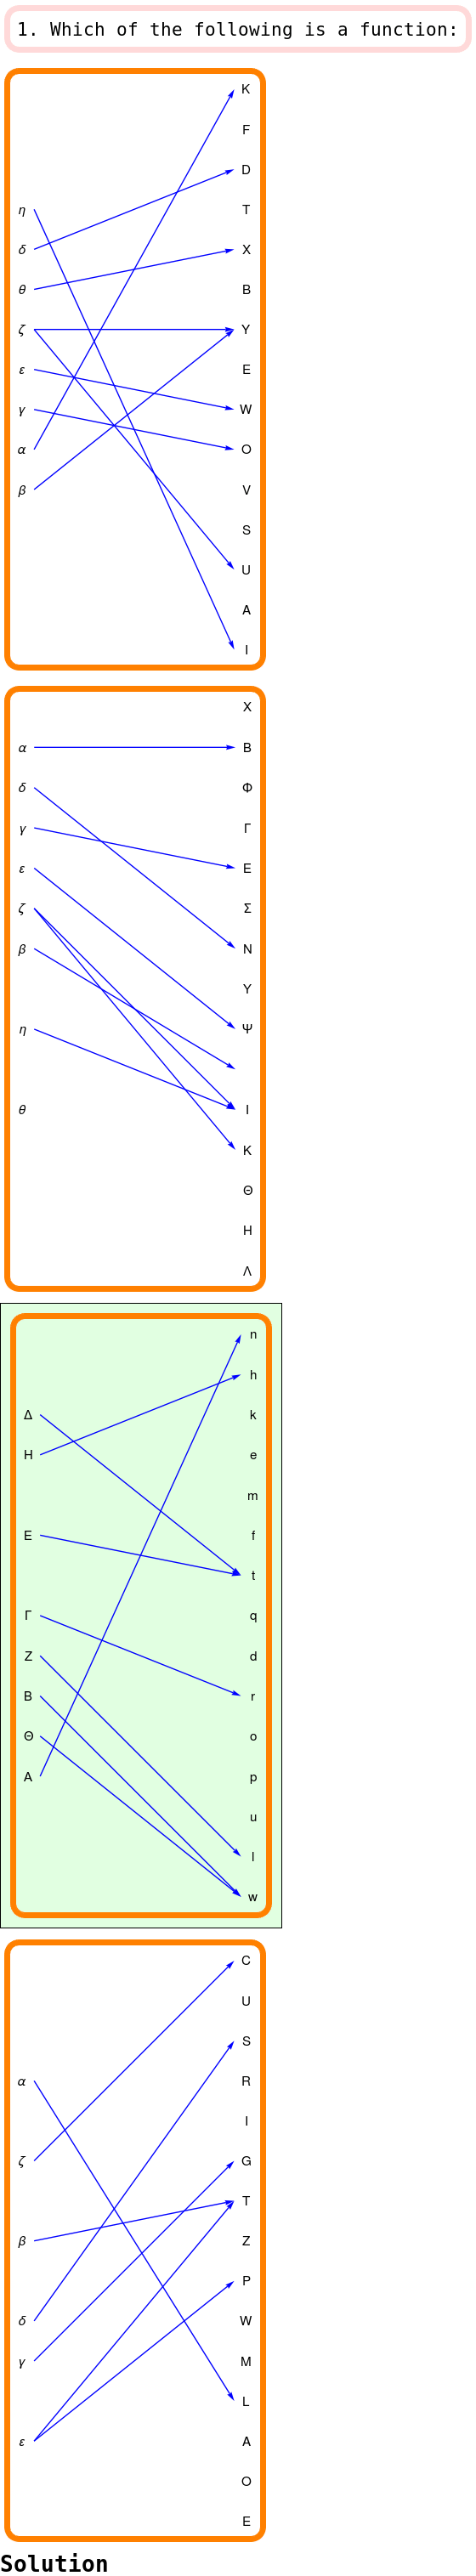 1. Which of the following is a function:
K
F
D
η T
δ X
θ B
ζ Y
ε E
W
γ O
α
β V
S
U
A
I
X
α B
δ Φ
γ Γ
ε E
ζ Σ
β N
Υ
η Ψ
θ I
K
Θ
H
Λ
n
h
Δ k
H e
m
E f
t
Γ q
Z d
B r
Θ o
A p
u
l
w
C
U
S
α R
I
ζ G
T
β Z
P
δ W
γ M
L
ε A
O
E
Solution